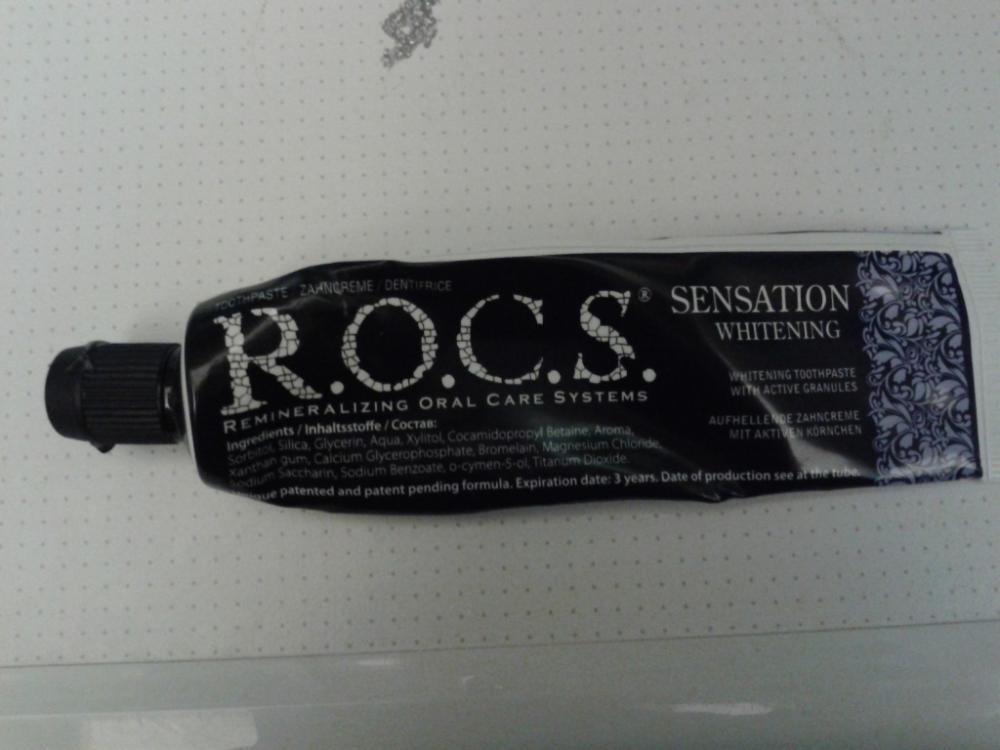 TOOTHPASTE ZAHNCREME / DENTIFRICE
R.O.C.S.®
REMINERALIZING ORAL CARE SYSTEMS
SENSATION
WHITENING
WHITENING TOOTHPASTE
WITH ACTIVE GRANULES
AUFHELLENDE ZAHNCREME
MIT AKTIVEN KÖRNCHEN
Ingredients / Inhaltsstoffe / Состав:
Sorbitol, Silica, Glycerin, Aqua, Xylitol, Cocamidopropyl Betaine, Aroma,
Xanthan gum, Calcium Glycerophosphate, Bromelain, Magnesium Chloride,
Sodium Saccharin, Sodium Benzoate, o-cymen-5-ol, Titanium Dioxide.
patented and patent pending formula. Expiration date: 3 years. Date of production see at the tube.